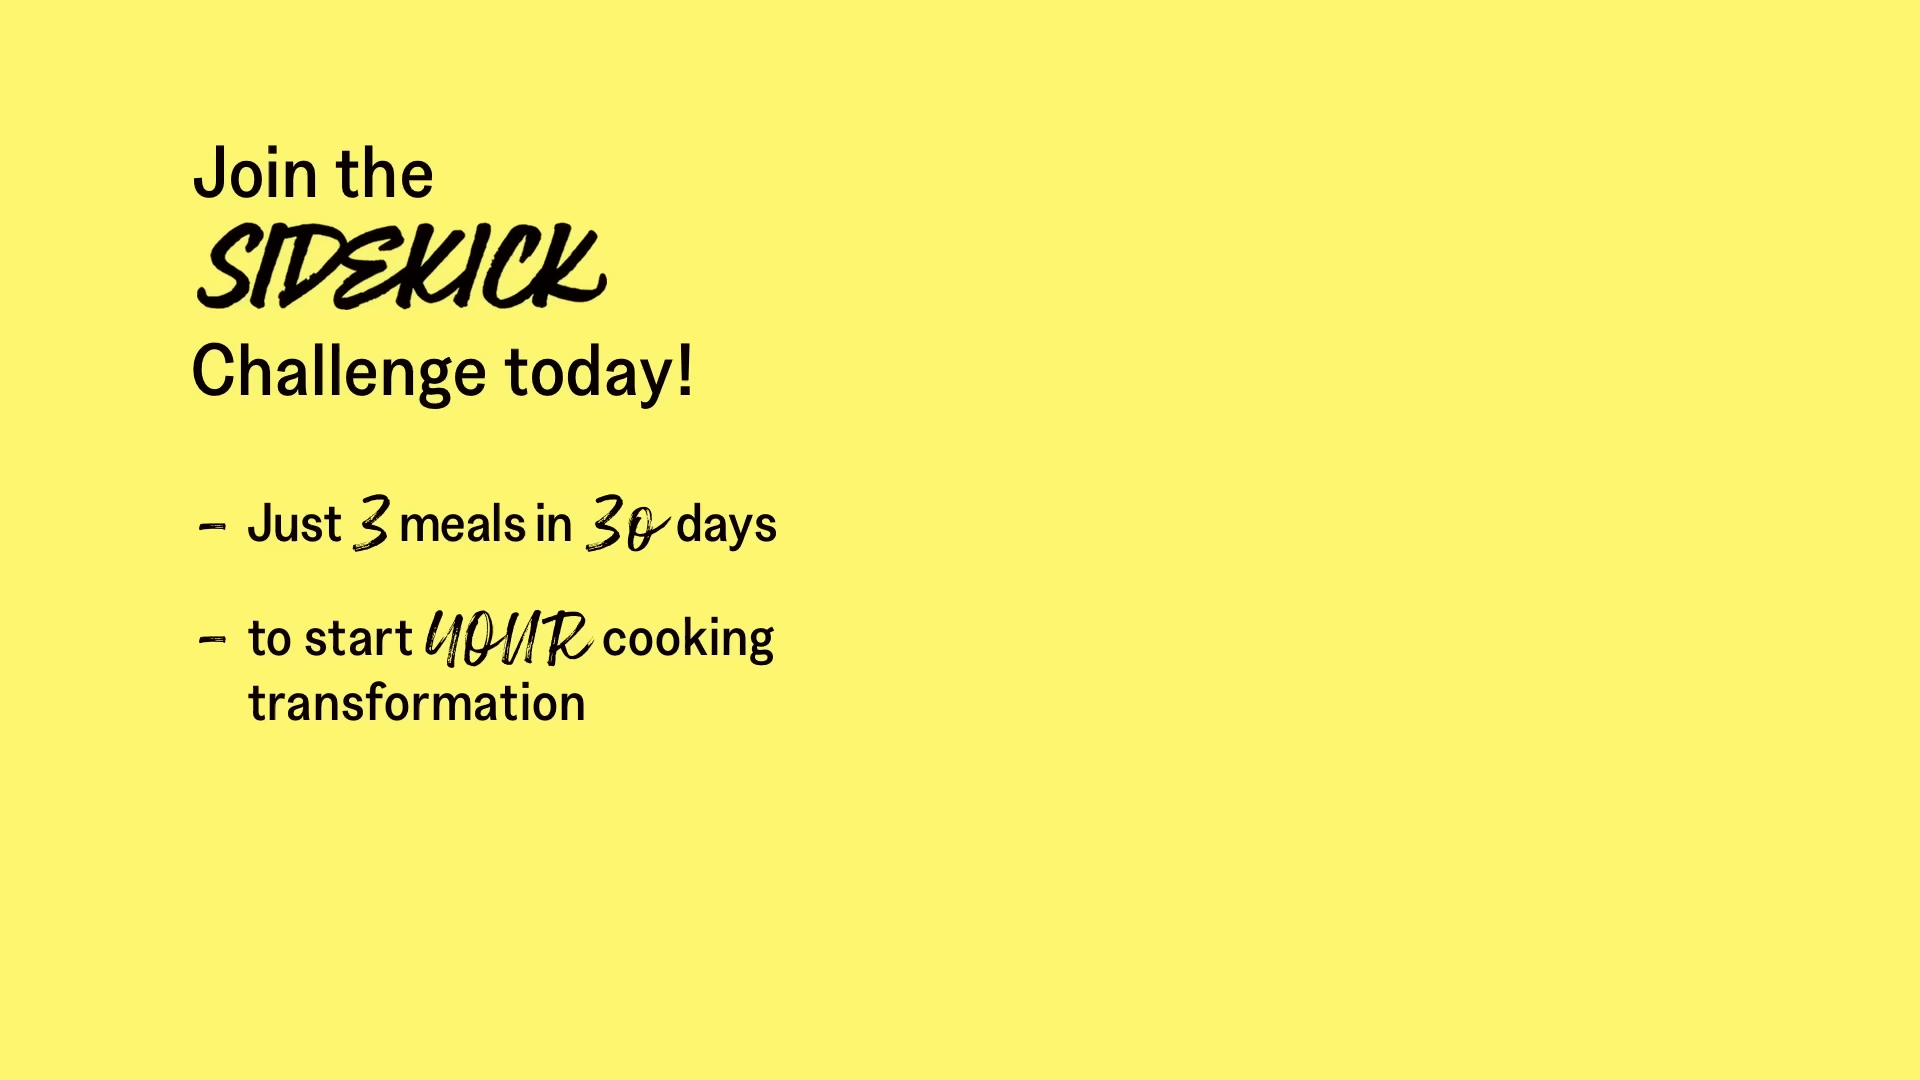 Join the
SIDEKICK
Challenge today!
– Just 3 meals in 30 days
– to start YOUR cooking
transformation